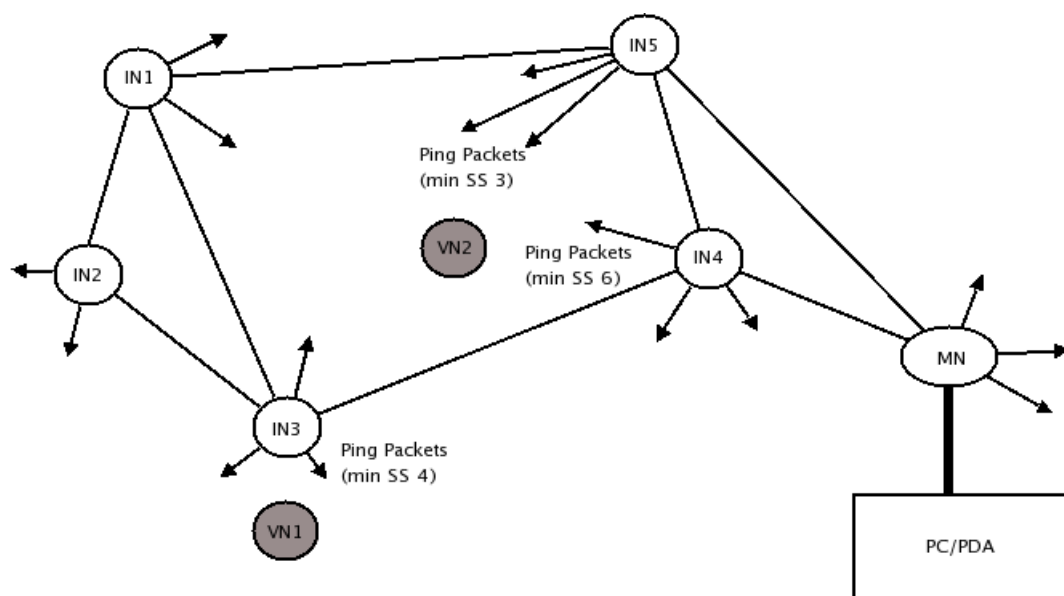 IN1
IN5
Ping Packets
(min SS 3)
VN2
Ping Packets
(min SS 6)
IN4
IN2
MN
IN3
Ping Packets
(min SS 4)
VN1
PC/PDA